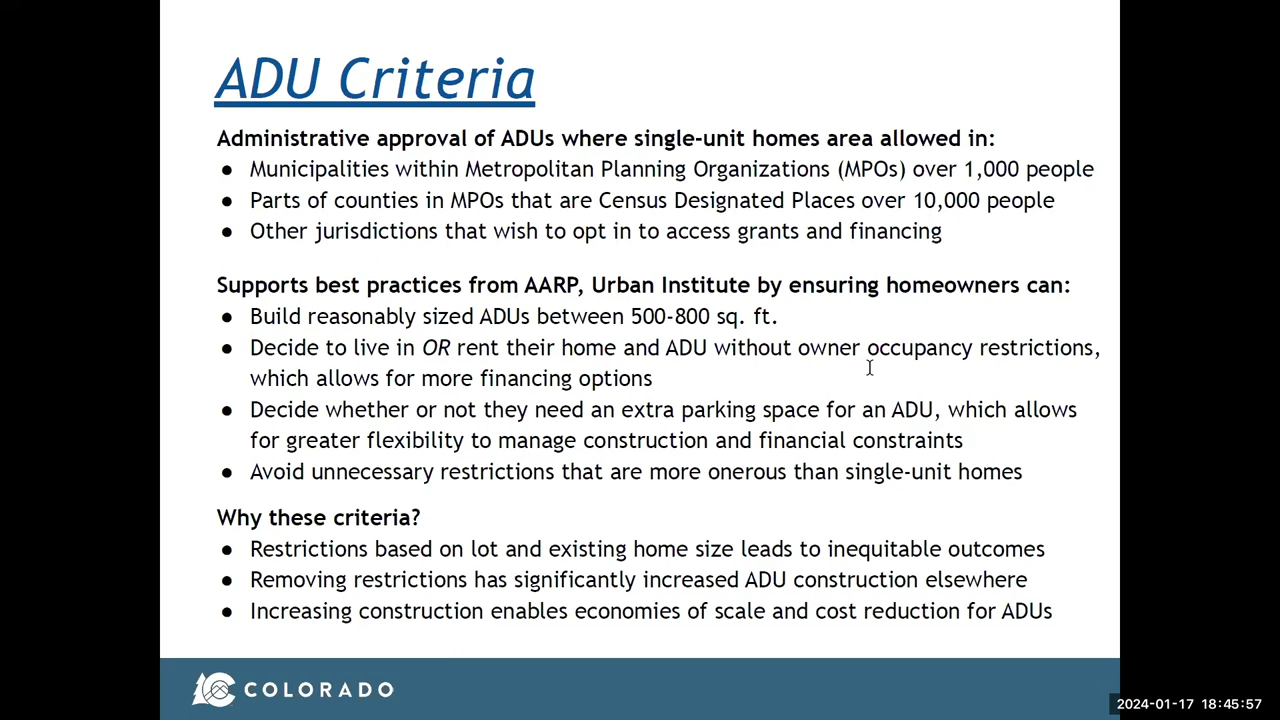 ADU Criteria
Administrative approval of ADUs where single-unit homes area allowed in:
● Municipalities within Metropolitan Planning Organizations (MPOs) over 1,000 people
● Parts of counties in MPOs that are Census Designated Places over 10,000 people
● Other jurisdictions that wish to opt in to access grants and financing
Supports best practices from AARP, Urban Institute by ensuring homeowners can:
● Build reasonably sized ADUs between 500-800 sq. ft.
● Decide to live in OR rent their home and ADU without owner occupancy restrictions,
which allows for more financing options
● Decide whether or not they need an extra parking space for an ADU, which allows
for greater flexibility to manage construction and financial constraints
● Avoid unnecessary restrictions that are more onerous than single-unit homes
Why these criteria?
● Restrictions based on lot and existing home size leads to inequitable outcomes
● Removing restrictions has significantly increased ADU construction elsewhere
● Increasing construction enables economies of scale and cost reduction for ADUs
COLORADO
2024-01-17 18:45:57